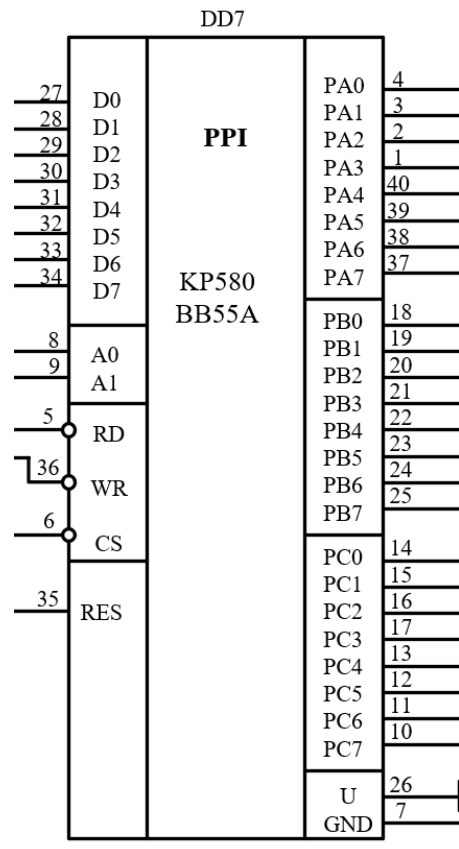 DD7
PPI
KP580
BB55A
27 D0
28 D1
29 D2
30 D3
31 D4
32 D5
33 D6
34 D7
8 A0
9 A1
5 RD
36 WR
6 CS
35 RES
PA0 4
PA1 3
PA2 2
PA3 1
PA4 40
PA5 39
PA6 38
PA7 37
PB0 18
PB1 19
PB2 20
PB3 21
PB4 22
PB5 23
PB6 24
PB7 25
PC0 14
PC1 15
PC2 16
PC3 17
PC4 13
PC5 12
PC6 11
PC7 10
U 26
GND 7